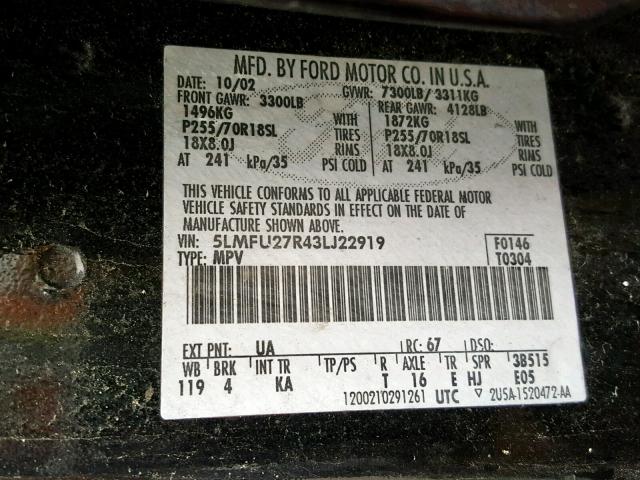 MFD. BY FORD MOTOR CO. IN U.S.A.
DATE: 10/02 GVWR: 7300LB/ 3311KG
FRONT GAWR: 3300LB REAR GAWR: 4128LB
1496KG WITH 1872KG WITH
P255/70R18SL TIRES P255/70R18SL TIRES
18X8.0J RIMS 18X8.0J RIMS
AT 241 kPa/35 PSI COLD AT 241 kPa/35 PSI COLD
THIS VEHICLE CONFORMS TO ALL APPLICABLE FEDERAL MOTOR
VEHICLE SAFETY STANDARDS IN EFFECT ON THE DATE OF
MANUFACTURE SHOWN ABOVE.
VIN: 5LMFU27R43LJ22919 F0146
TYPE: MPV T0304
EXT PNT: UA RC: 67 DSO:
WB BRK INT TR TP/PS R AXLE TR SPR 3B515
119 4 KA T 16 E HJ E05
1200210291261 UTC ▽ 2U5A-1520472-AA